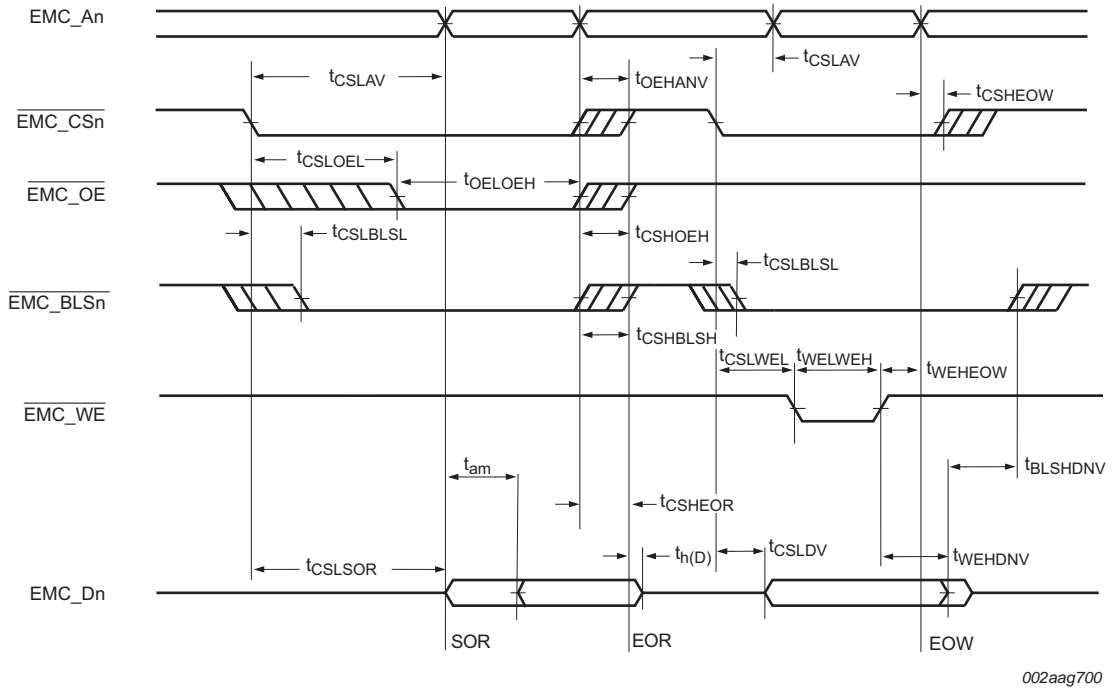 EMC_An
tCSLAV
tOEHANV
tCSLAV
tCSHEOW
EMC_CSn
tCSLOEL
tOELOEH
EMC_OE
tCSLBLSL
tCSHOEH
tCSLBLSL
EMC_BLSn
tCSHBLSH
tCSLWEL
tWELWEH
tWEHEOW
EMC_WE
tam
tBLSHDNV
tCSHEOR
tCSLSOR
th(D)
tCSLDV
tWEHDNV
EMC_Dn
SOR
EOR
EOW
002aag700